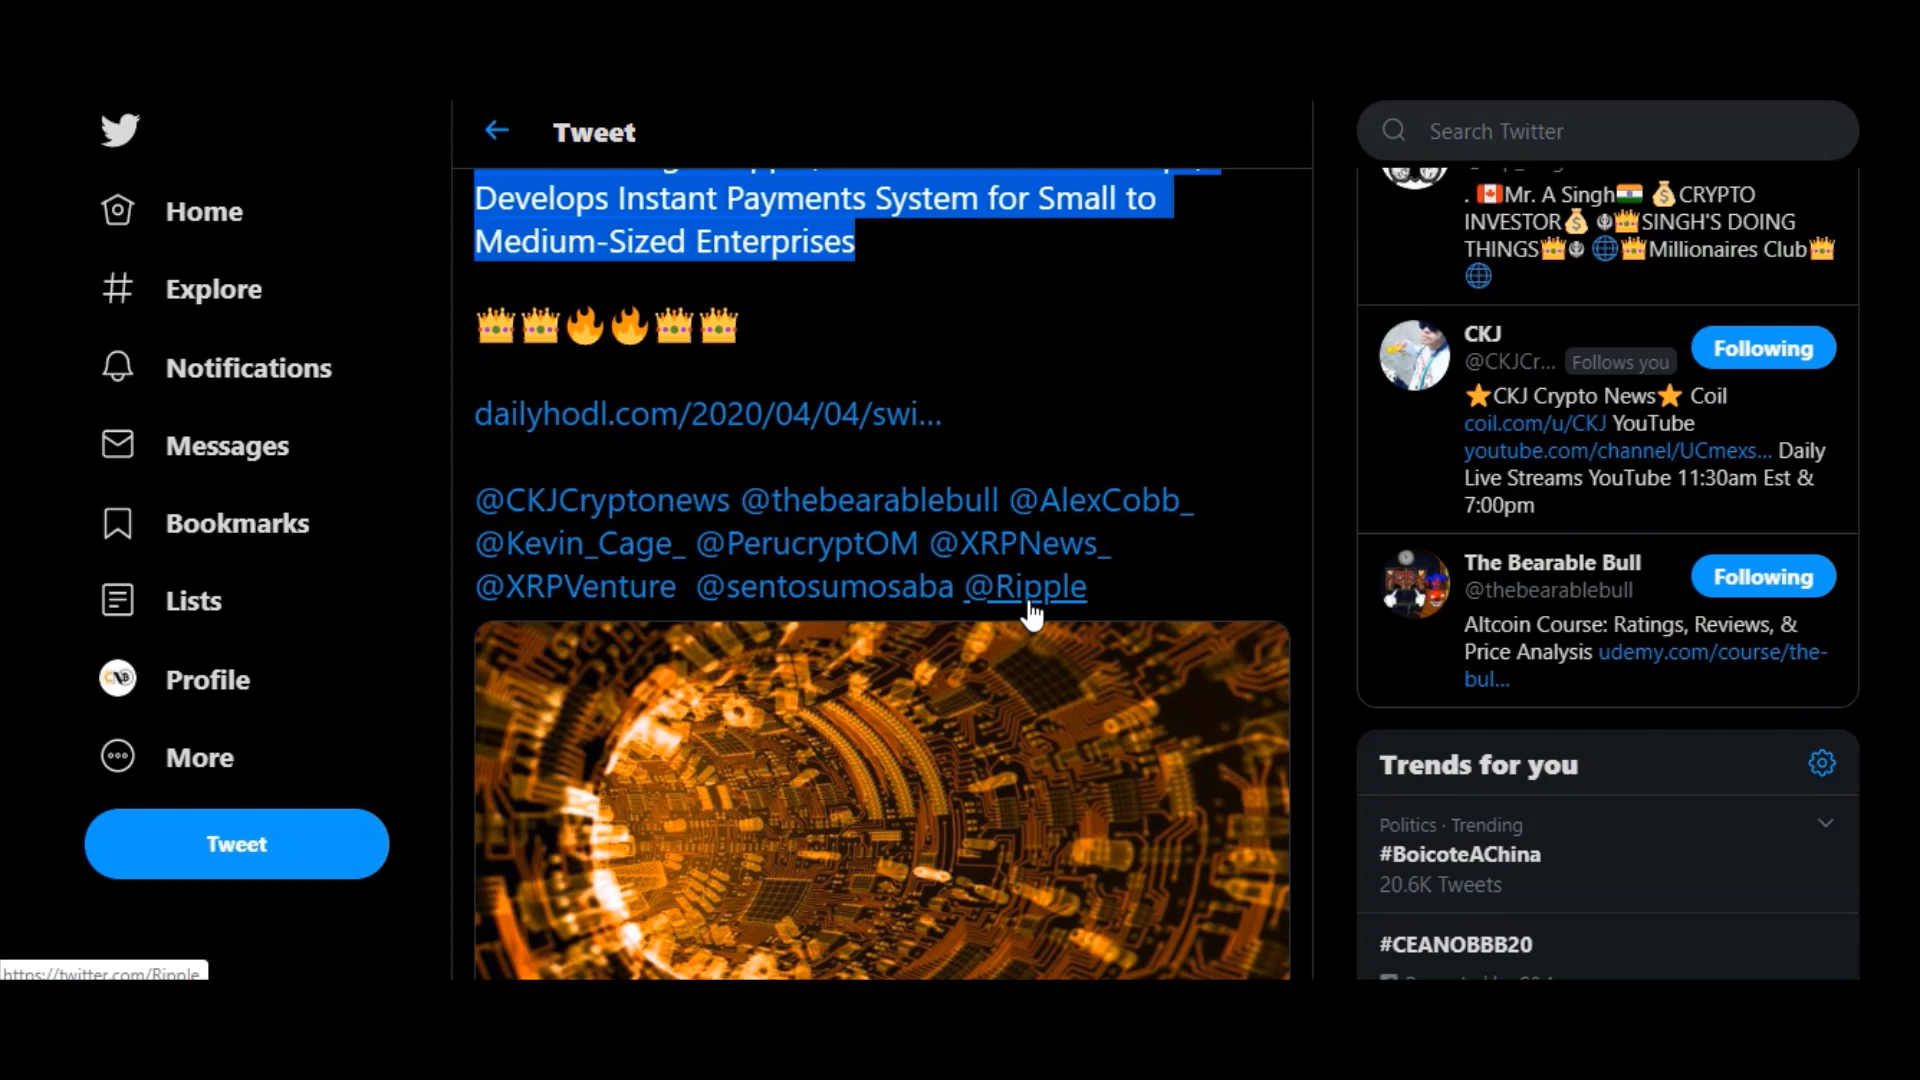 Home
Explore
Notifications
Messages
Bookmarks
Lists
Profile
More
Tweet
https://twitter.com/Ripple
Tweet
Develops Instant Payments System for Small to
Medium-Sized Enterprises
👑👑🔥🔥👑👑
dailyhodl.com/2020/04/04/swi...
@CKJCryptonews @thebearablebull @AlexCobb_
@Kevin_Cage_ @PerucryptOM @XRPNews_
@XRPVenture @sentosumosaba @Ripple
Search Twitter
. 🇨🇦Mr. A Singh🇮🇳 💰CRYPTO
INVESTOR💰 👑SINGH'S DOING
THINGS👑 🌐👑Millionaires Club👑
🌐
CKJ
Following
@CKJCr... Follows you
⭐CKJ Crypto News⭐ Coil
coil.com/u/CKJ YouTube
youtube.com/channel/UCmexs... Daily
Live Streams YouTube 11:30am Est &
7:00pm
The Bearable Bull
Following
@thebearablebull
Altcoin Course: Ratings, Reviews, &
Price Analysis udemy.com/course/the-
bul...
Trends for you
Politics · Trending
#BoicoteAChina
20.6K Tweets
#CEANOBBB20